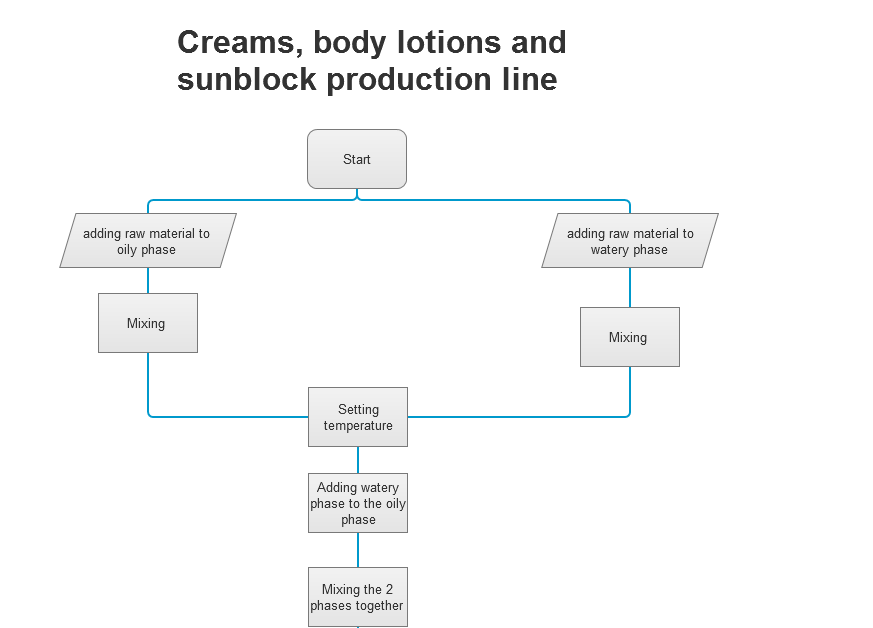 Creams, body lotions and
sunblock production line
Start
adding raw material to
oily phase
adding raw material to
watery phase
Mixing
Mixing
Setting
temperature
Adding watery
phase to the oily
phase
Mixing the 2
phases together